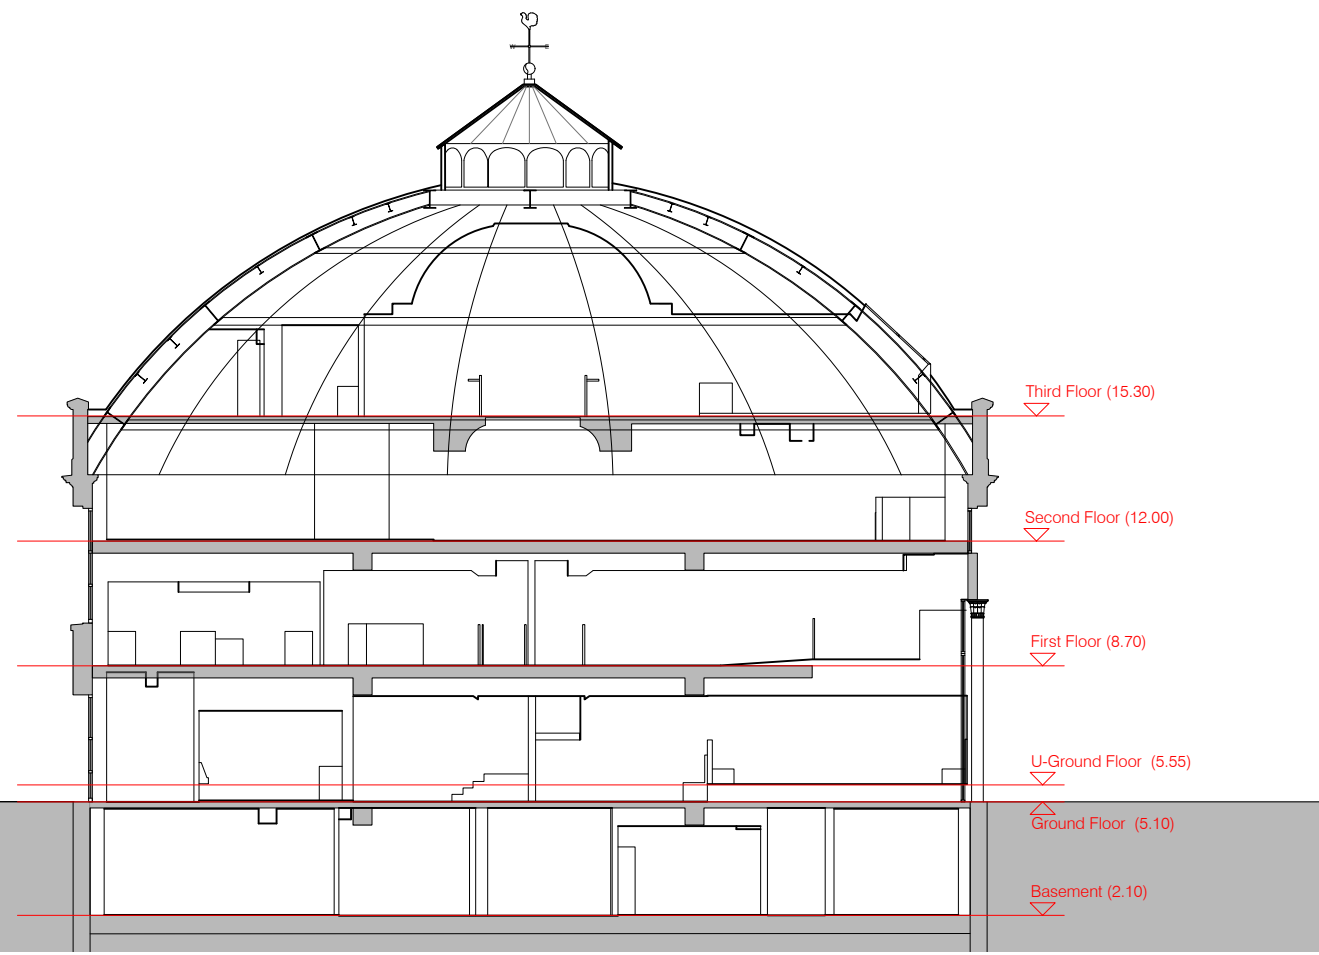 W E
Third Floor (15.30)
Second Floor (12.00)
First Floor (8.70)
U-Ground Floor (5.55)
Ground Floor (5.10)
Basement (2.10)